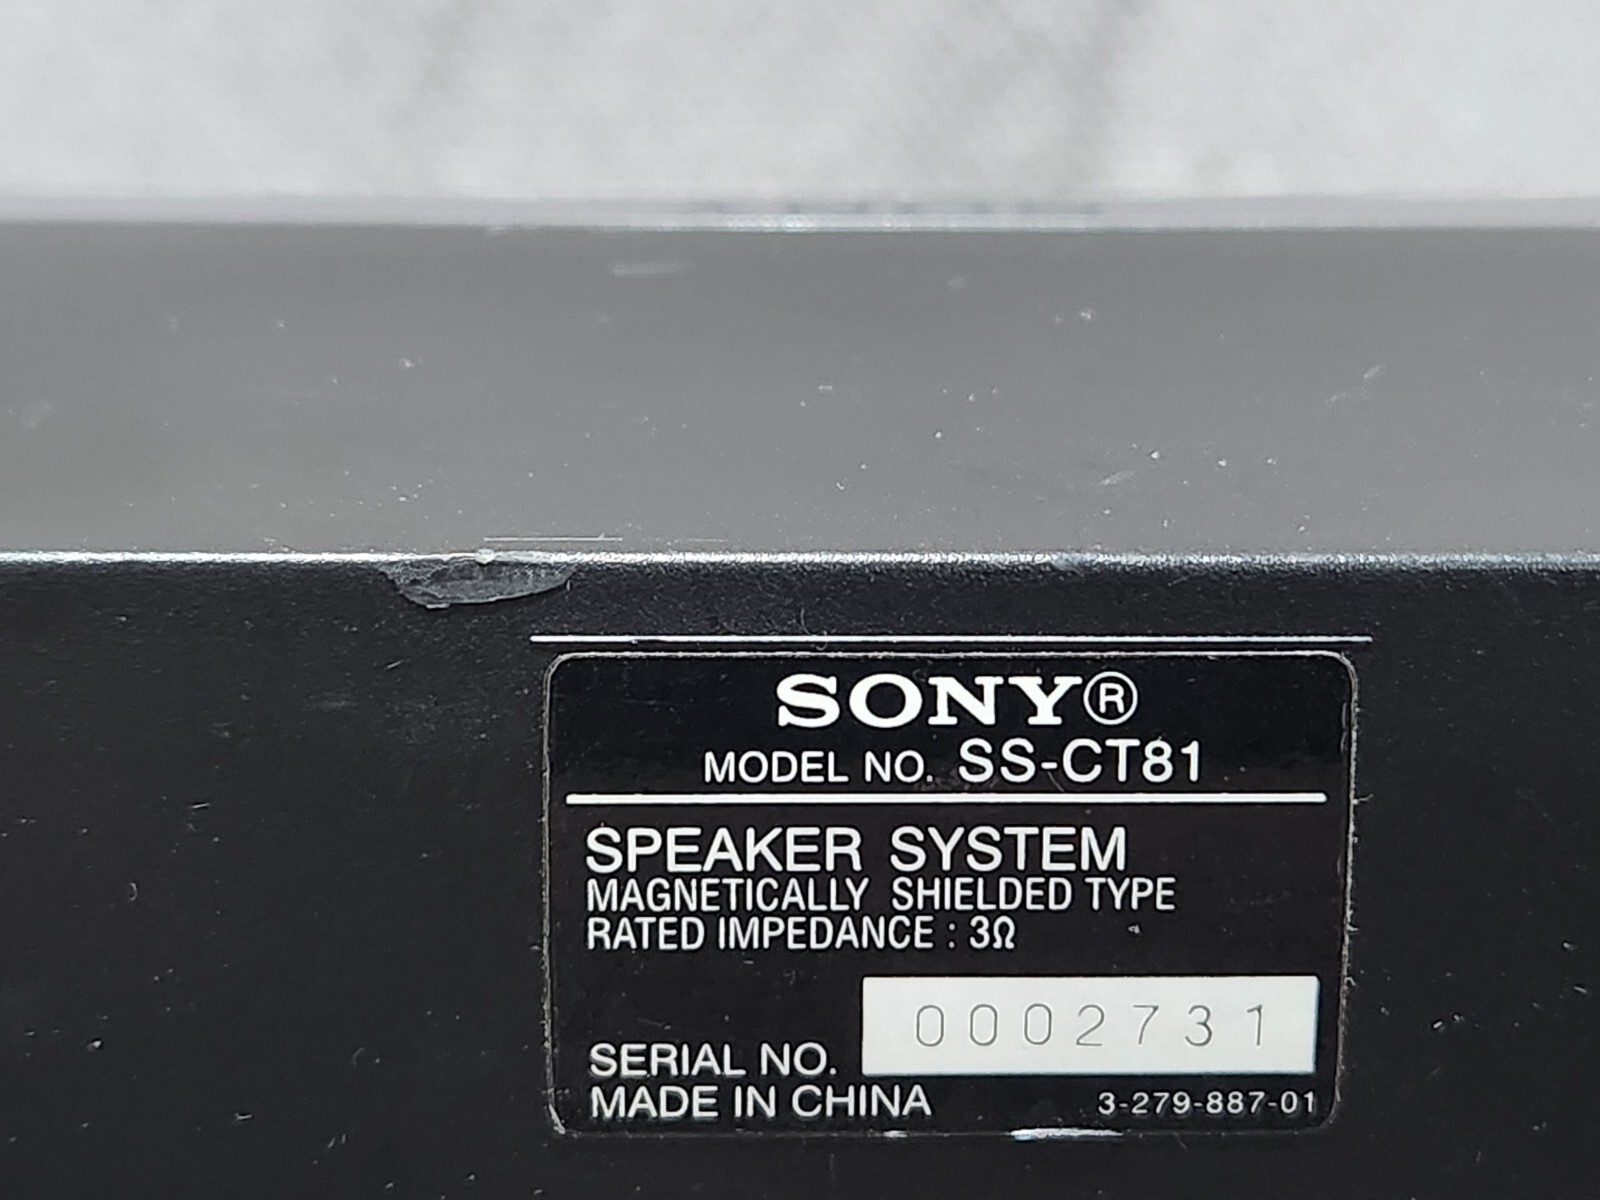 SONY®
MODEL NO. SS-CT81
SPEAKER SYSTEM
MAGNETICALLY SHIELDED TYPE
RATED IMPEDANCE : 3Ω
0002731
SERIAL NO.
MADE IN CHINA 3-279-887-01